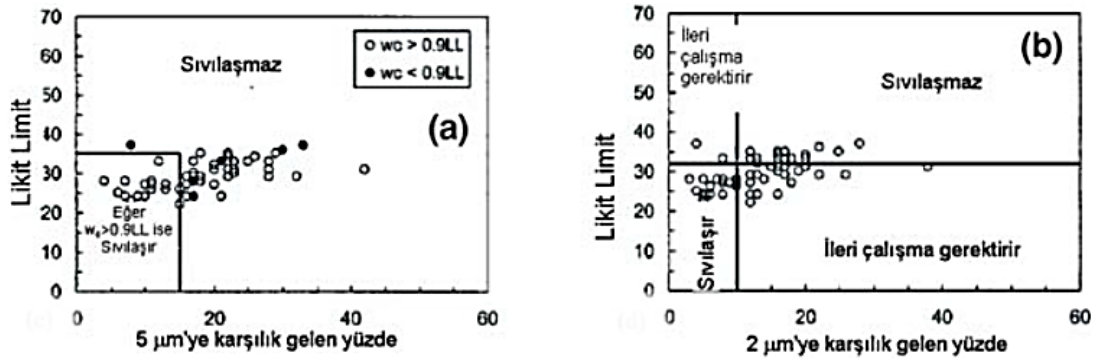 70
60
50
40
30
20
10
0
Likit Limit
Sıvılaşmaz
○ wc > 0.9LL
● wc < 0.9LL
(a)
Eğer
wc>0.9LL ise
Sıvılaşır
0 20 40 60
5 µm'ye karşılık gelen yüzde
70
60
50
40
30
20
10
0
Likit Limit
İleri
çalışma
gerektirir
(b)
Sıvılaşmaz
Sıvılaşır
İleri çalışma gerektirir
0 20 40 60
2 µm'ye karşılık gelen yüzde